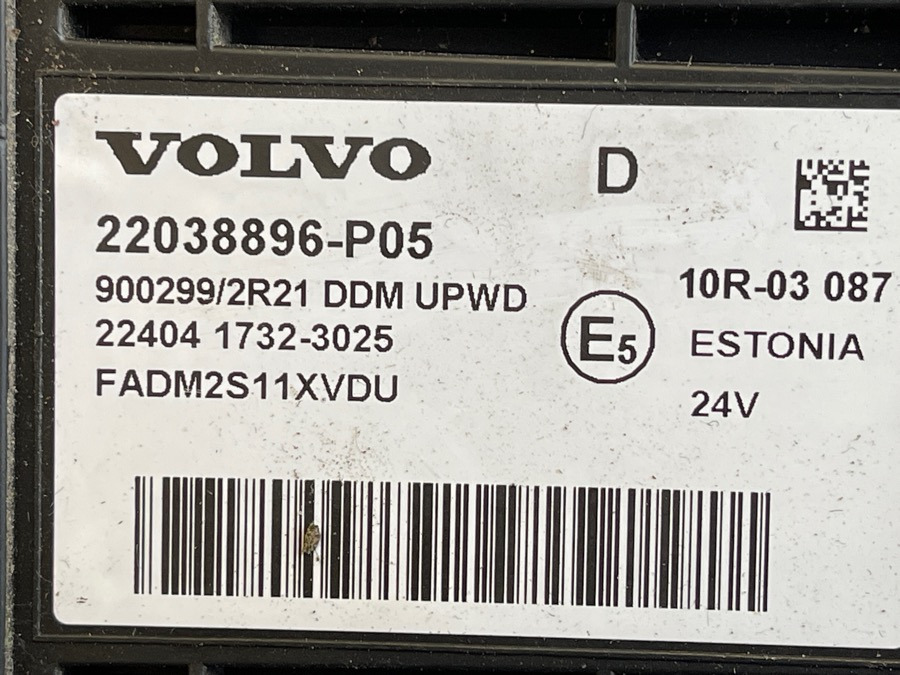 VOLVO
D
22038896-P05
900299/2R21 DDM UPWD
22404 1732-3025
FADM2S11XVDU
10R-03 087
E5
ESTONIA
24V